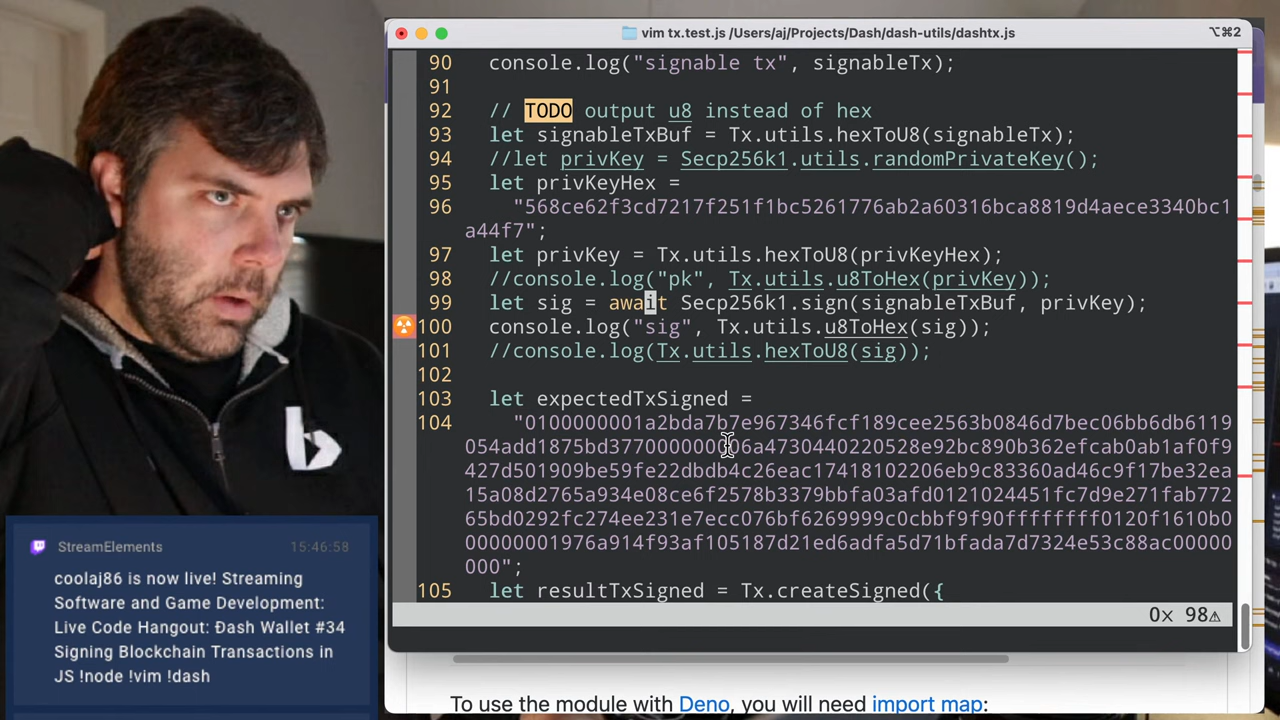 vim tx.test.js /Users/aj/Projects/Dash/dash-utils/dashtx.js
⌥⌘2
90 console.log("signable tx", signableTx);
91
92 // TODO output u8 instead of hex
93 let signableTxBuf = Tx.utils.hexToU8(signableTx);
94 //let privKey = Secp256k1.utils.randomPrivateKey();
95 let privKeyHex =
96 "568ce62f3cd7217f251f1bc5261776ab2a60316bca8819d4aece3340bc1
a44f7";
97 let privKey = Tx.utils.hexToU8(privKeyHex);
98 //console.log("pk", Tx.utils.u8ToHex(privKey));
99 let sig = await Secp256k1.sign(signableTxBuf, privKey);
100 console.log("sig", Tx.utils.u8ToHex(sig));
101 //console.log(Tx.utils.hexToU8(sig));
102
103 let expectedTxSigned =
104 "0100000001a2bda7b7e967346fcf189cee2563b0846d7bec06bb6db6119
054add1875bd3770000000006a4730440220528e92bc890b362efcab0ab1af0f9
427d501309be59fe22dbdb4c26eac17418102206eb9c83360ad46c9f17be32ea
15a08d2765a934e08ce6f2578b3379bbfa03afd0121024451fc7d9e271fab772
65bd0292fc274ee231e7ecc076bf6269999c0cbbf9f90ffffffff0120f1610b0
00000001976a914f93af105187d21ed6adfa5d71bfada7d7324e53c88ac00000
000";
105 let resultTxSigned = Tx.createSigned({
0× 98⚠
To use the module with Deno, you will need import map:
b
StreamElements 15:46:58
coolaj86 is now live! Streaming
Software and Game Development:
Live Code Hangout: Ðash Wallet #34
Signing Blockchain Transactions in
JS !node !vim !dash